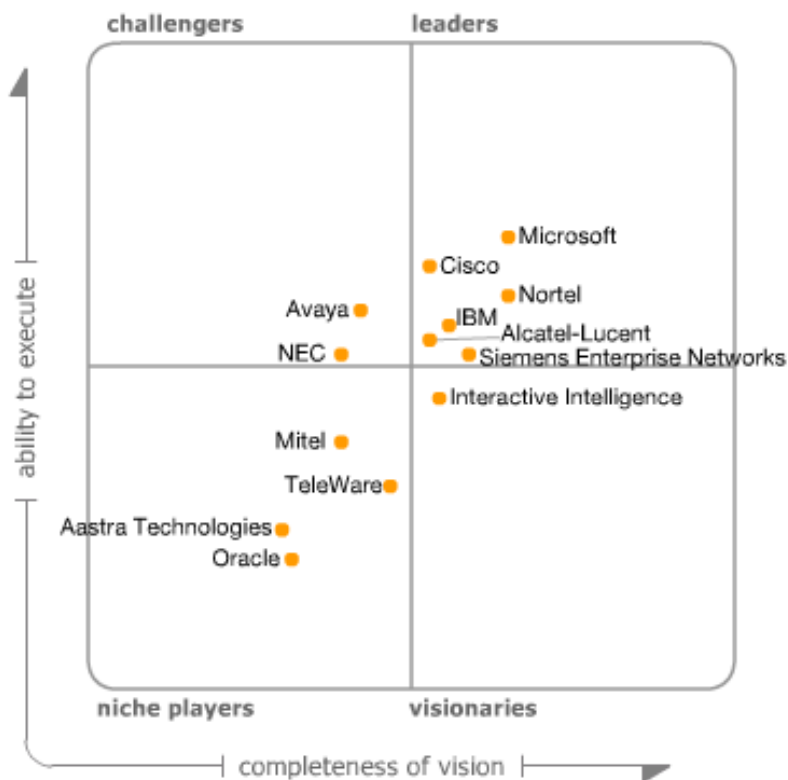 challengers
leaders
Microsoft
Cisco
Nortel
Avaya
IBM
Alcatel-Lucent
NEC
Siemens Enterprise Networks
Interactive Intelligence
Mitel
TeleWare
Aastra Technologies
Oracle
ability to execute
niche players
visionaries
completeness of vision